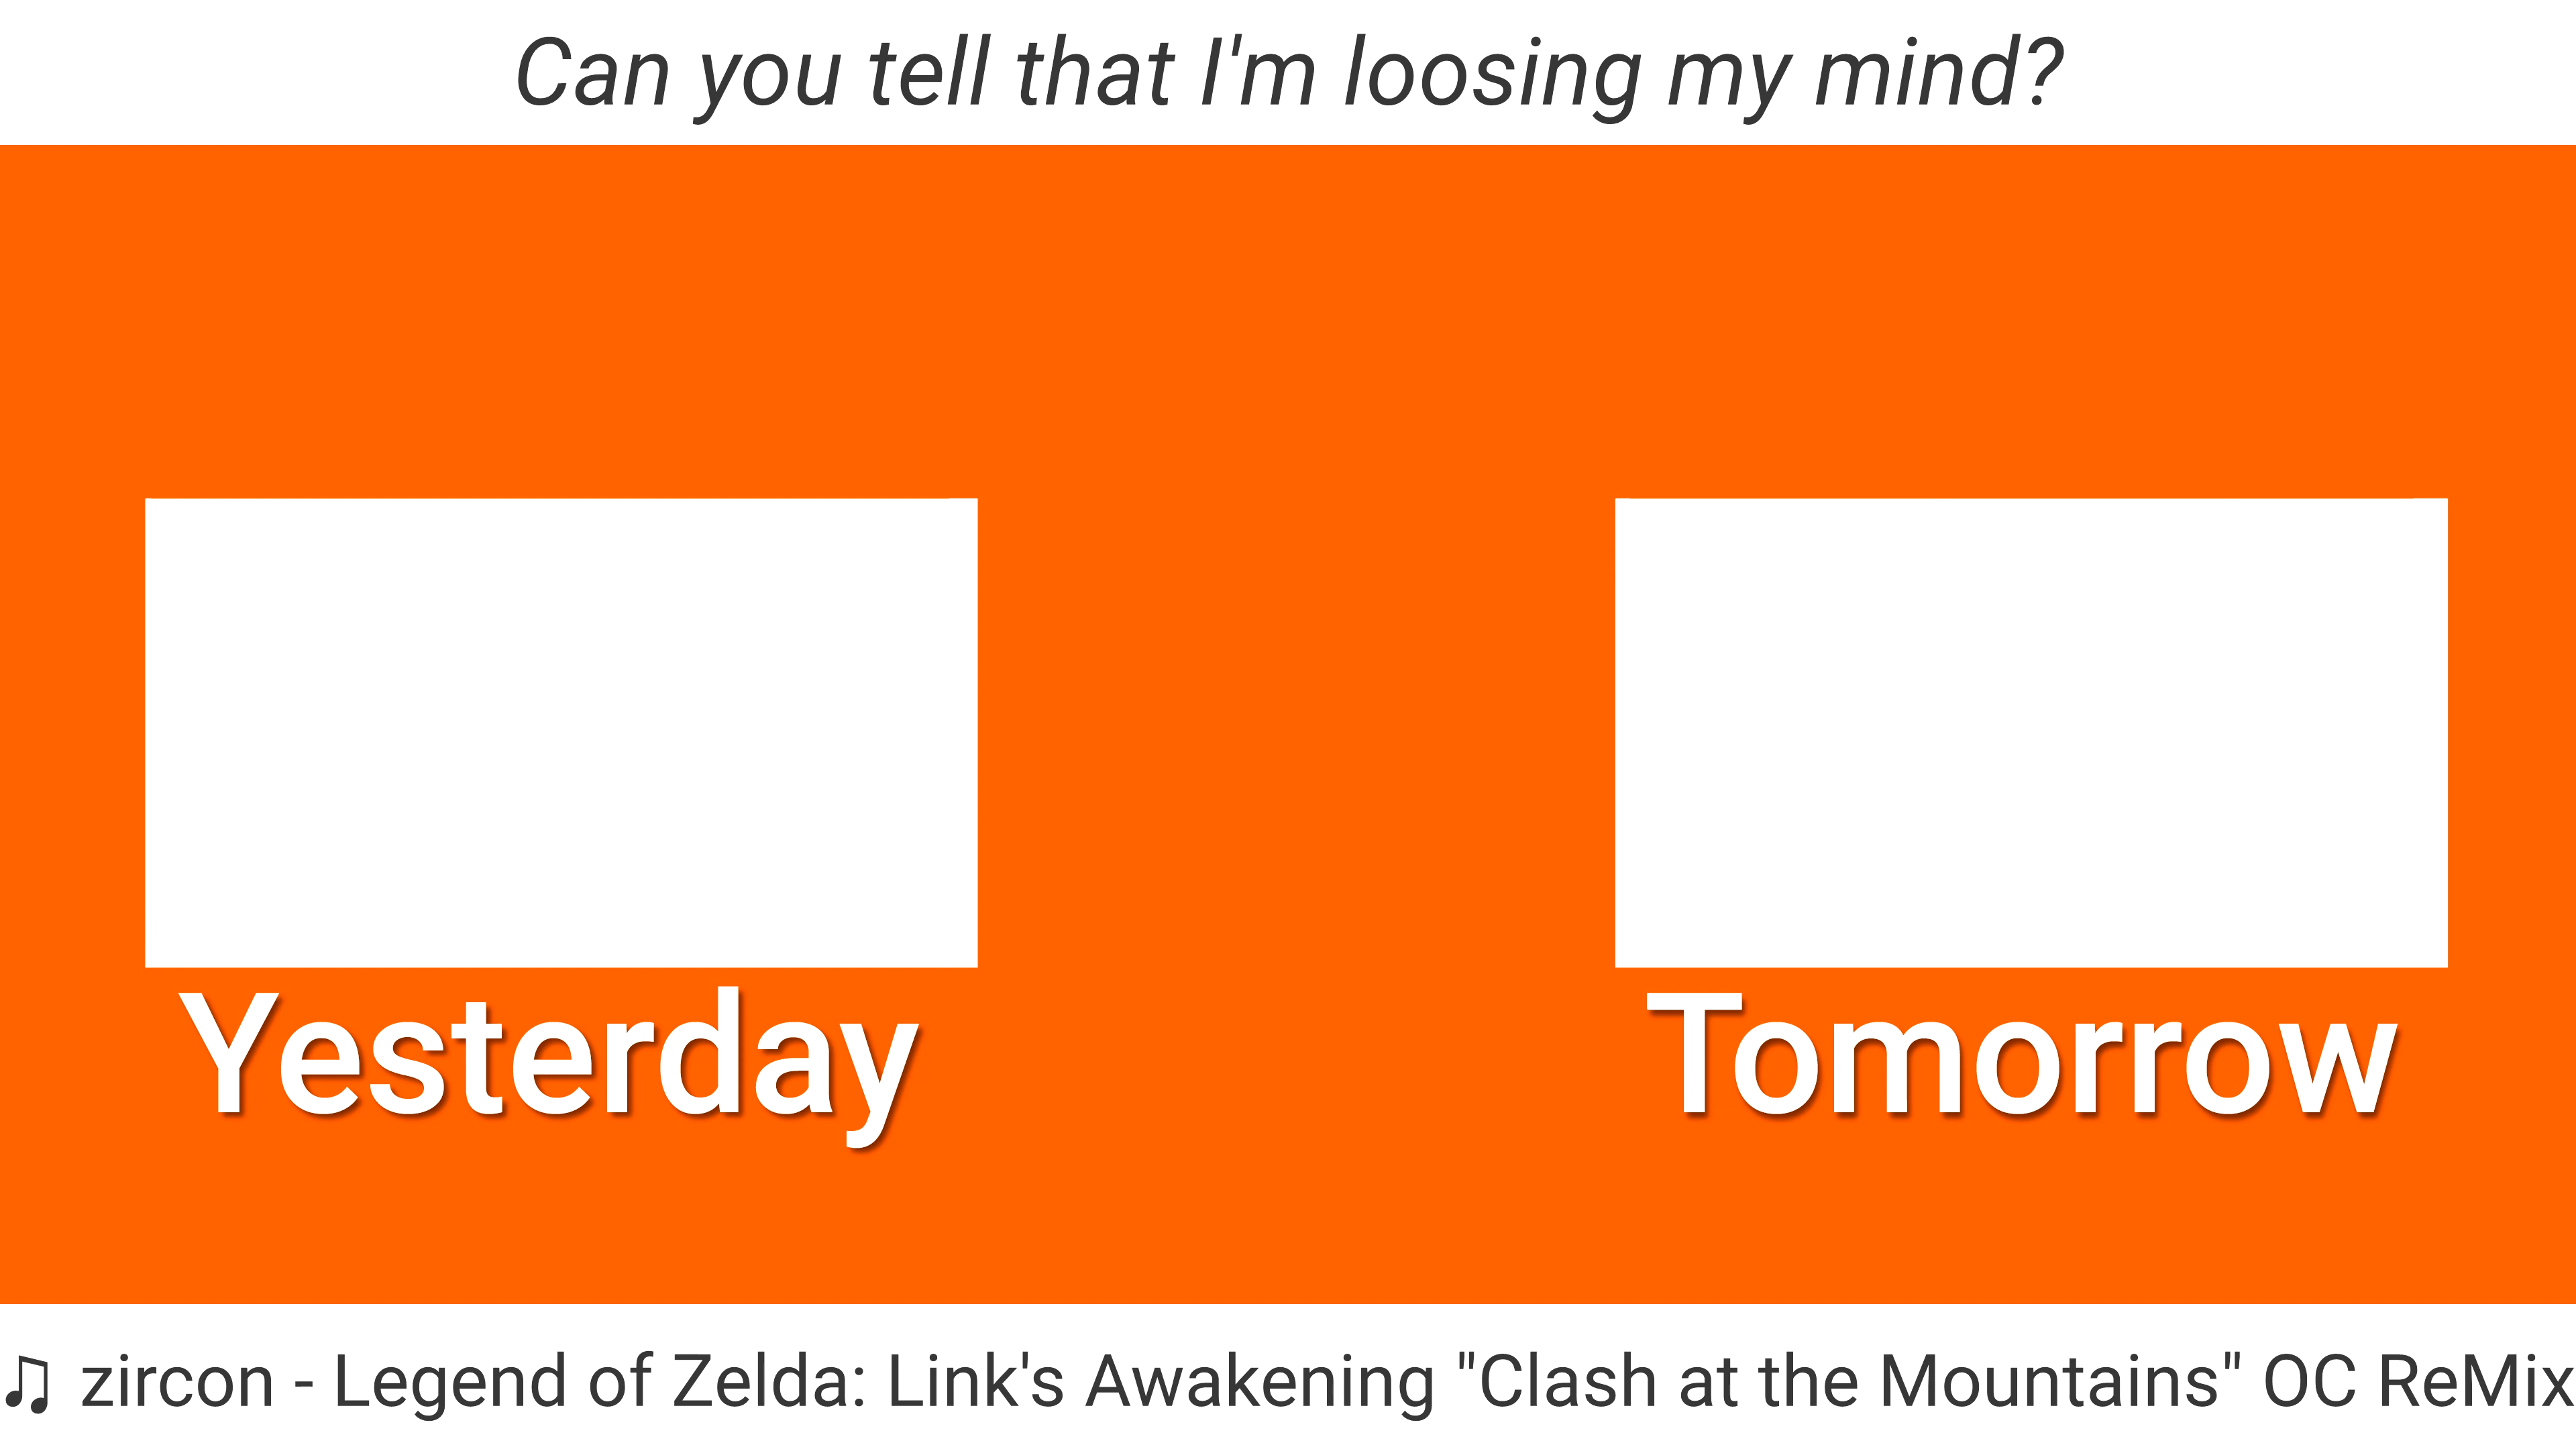 Can you tell that I'm loosing my mind?
Yesterday
Tomorrow
♫ zircon - Legend of Zelda: Link's Awakening "Clash at the Mountains" OC ReMix